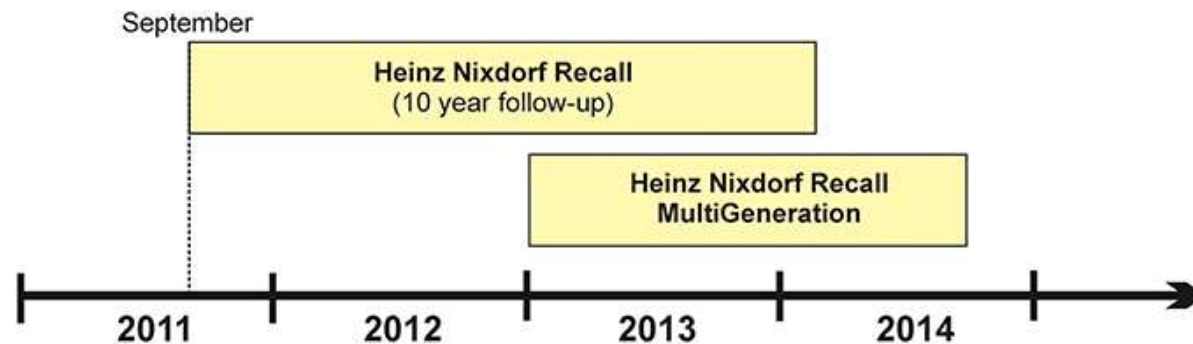 September
Heinz Nixdorf Recall
(10 year follow-up)
Heinz Nixdorf Recall
MultiGeneration
2011 2012 2013 2014